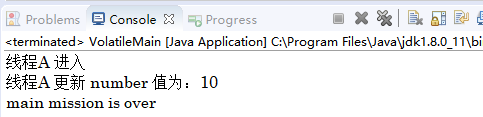 Problems Console Progress
<terminated> VolatileMain [Java Application] C:\Program Files\Java\jdk1.8.0_11\bi
线程A 进入
线程A 更新 number 值为：10
main mission is over